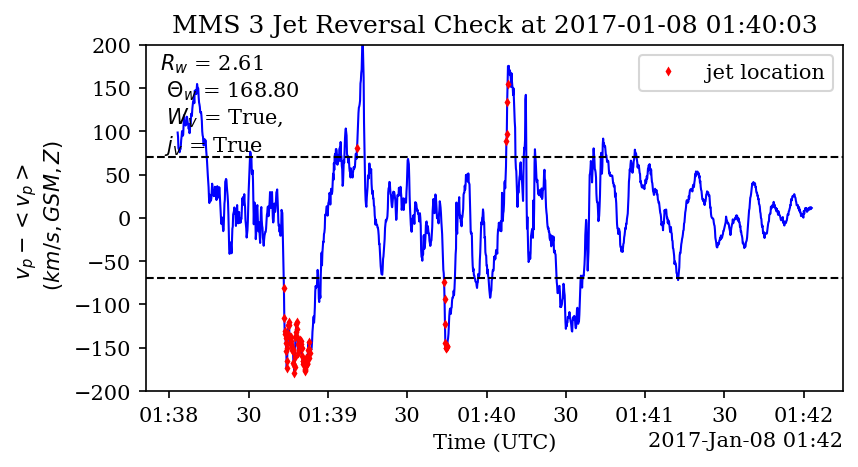 MMS 3 Jet Reversal Check at 2017-01-08 01:40:03
R_w = 2.61
Θ_w = 168.80
W_v = True,
j_v = True
jet location
v_p − < v_p >
(km/s, GSM, Z)
200
150
100
50
0
−50
−100
−150
−200
01:38 30 01:39 30 01:40 30 01:41 30 01:42
Time (UTC)
2017-Jan-08 01:42